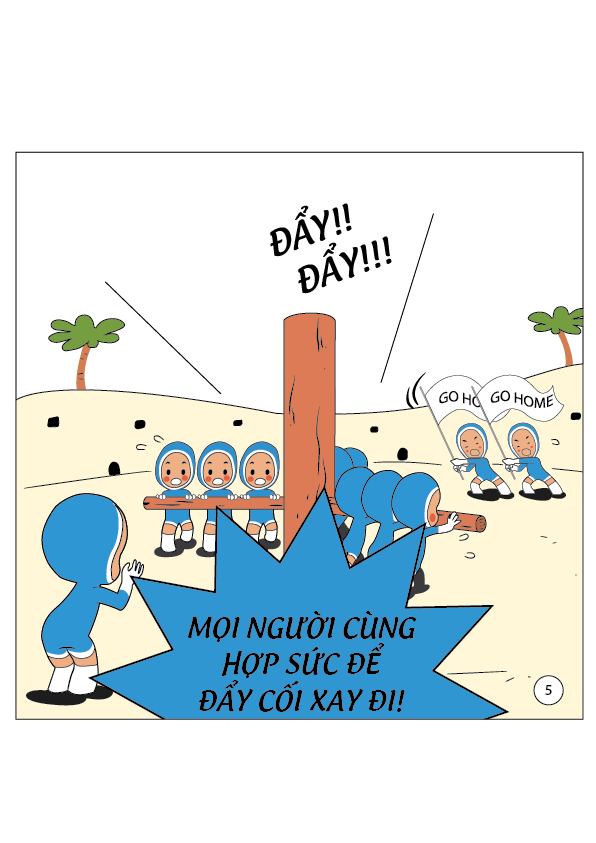 ĐẨY!!
ĐẨY!!!
GO HO
GO HOME
MỌI NGƯỜI CÙNG
HỢP SỨC ĐỂ
ĐẨY CỐI XAY ĐI!
5